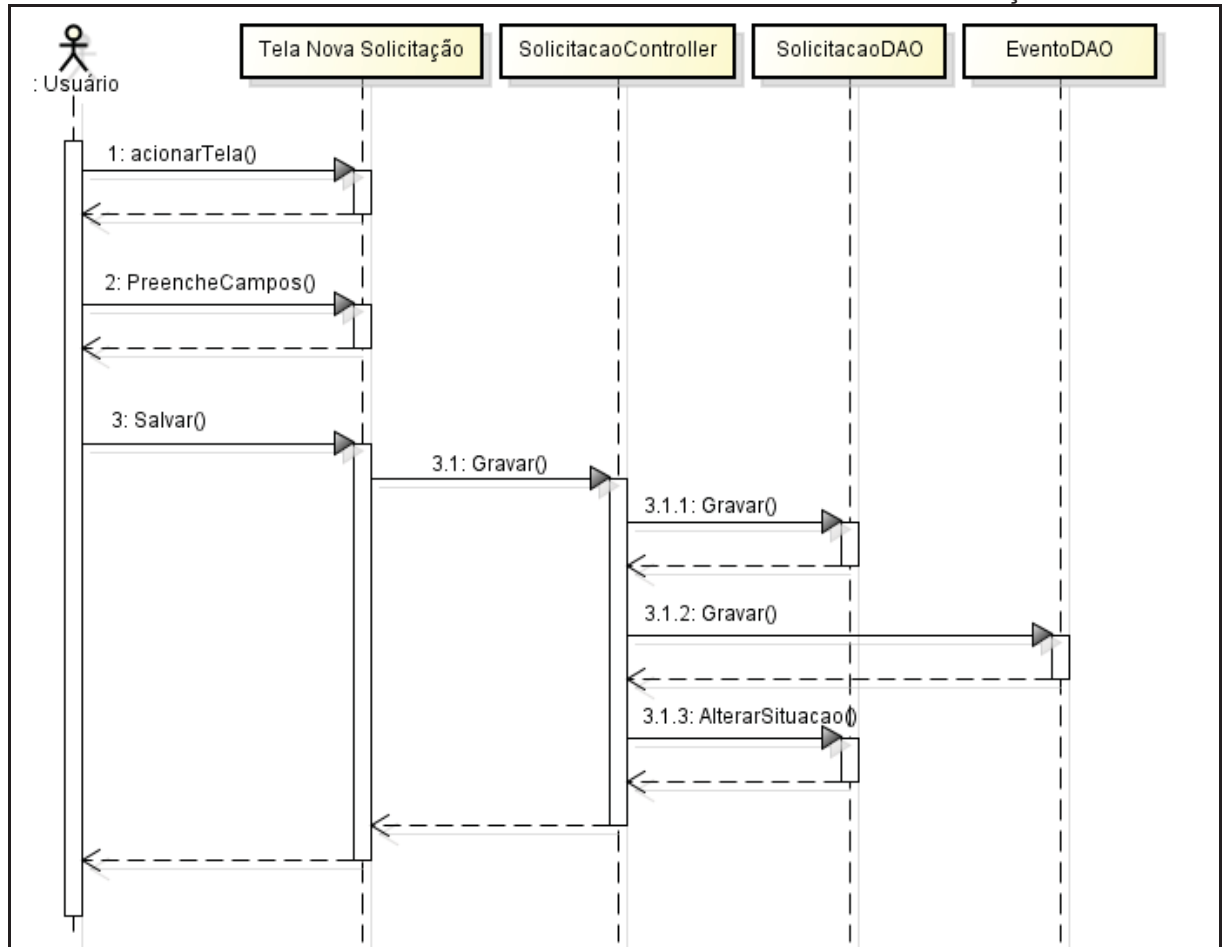 : Usuário
Tela Nova Solicitação
SolicitacaoController
SolicitacaoDAO
EventoDAO
1: acionarTela()
2: PreencheCampos()
3: Salvar()
3.1: Gravar()
3.1.1: Gravar()
3.1.2: Gravar()
3.1.3: AlterarSituacao()